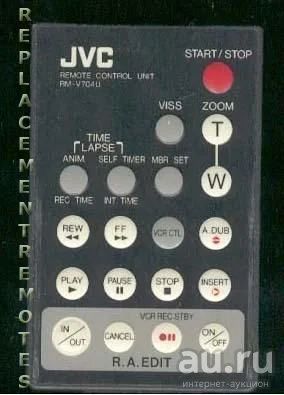 REPLACEMENTREMOTES
JVC
REMOTE CONTROL UNIT
RM-V704U
START/STOP
VISS
ZOOM
T
W
TIME
LAPSE
ANIM
SELF TIMER
MBR SET
REC TIME
INT TIME
REW
FF
VCR CTL
A.DUB
PLAY
PAUSE
STOP
INSERT
VCR REC STBY
IN/OUT
CANCEL
ON/OFF
R.A.EDIT
au.ru
интернет-аукцион